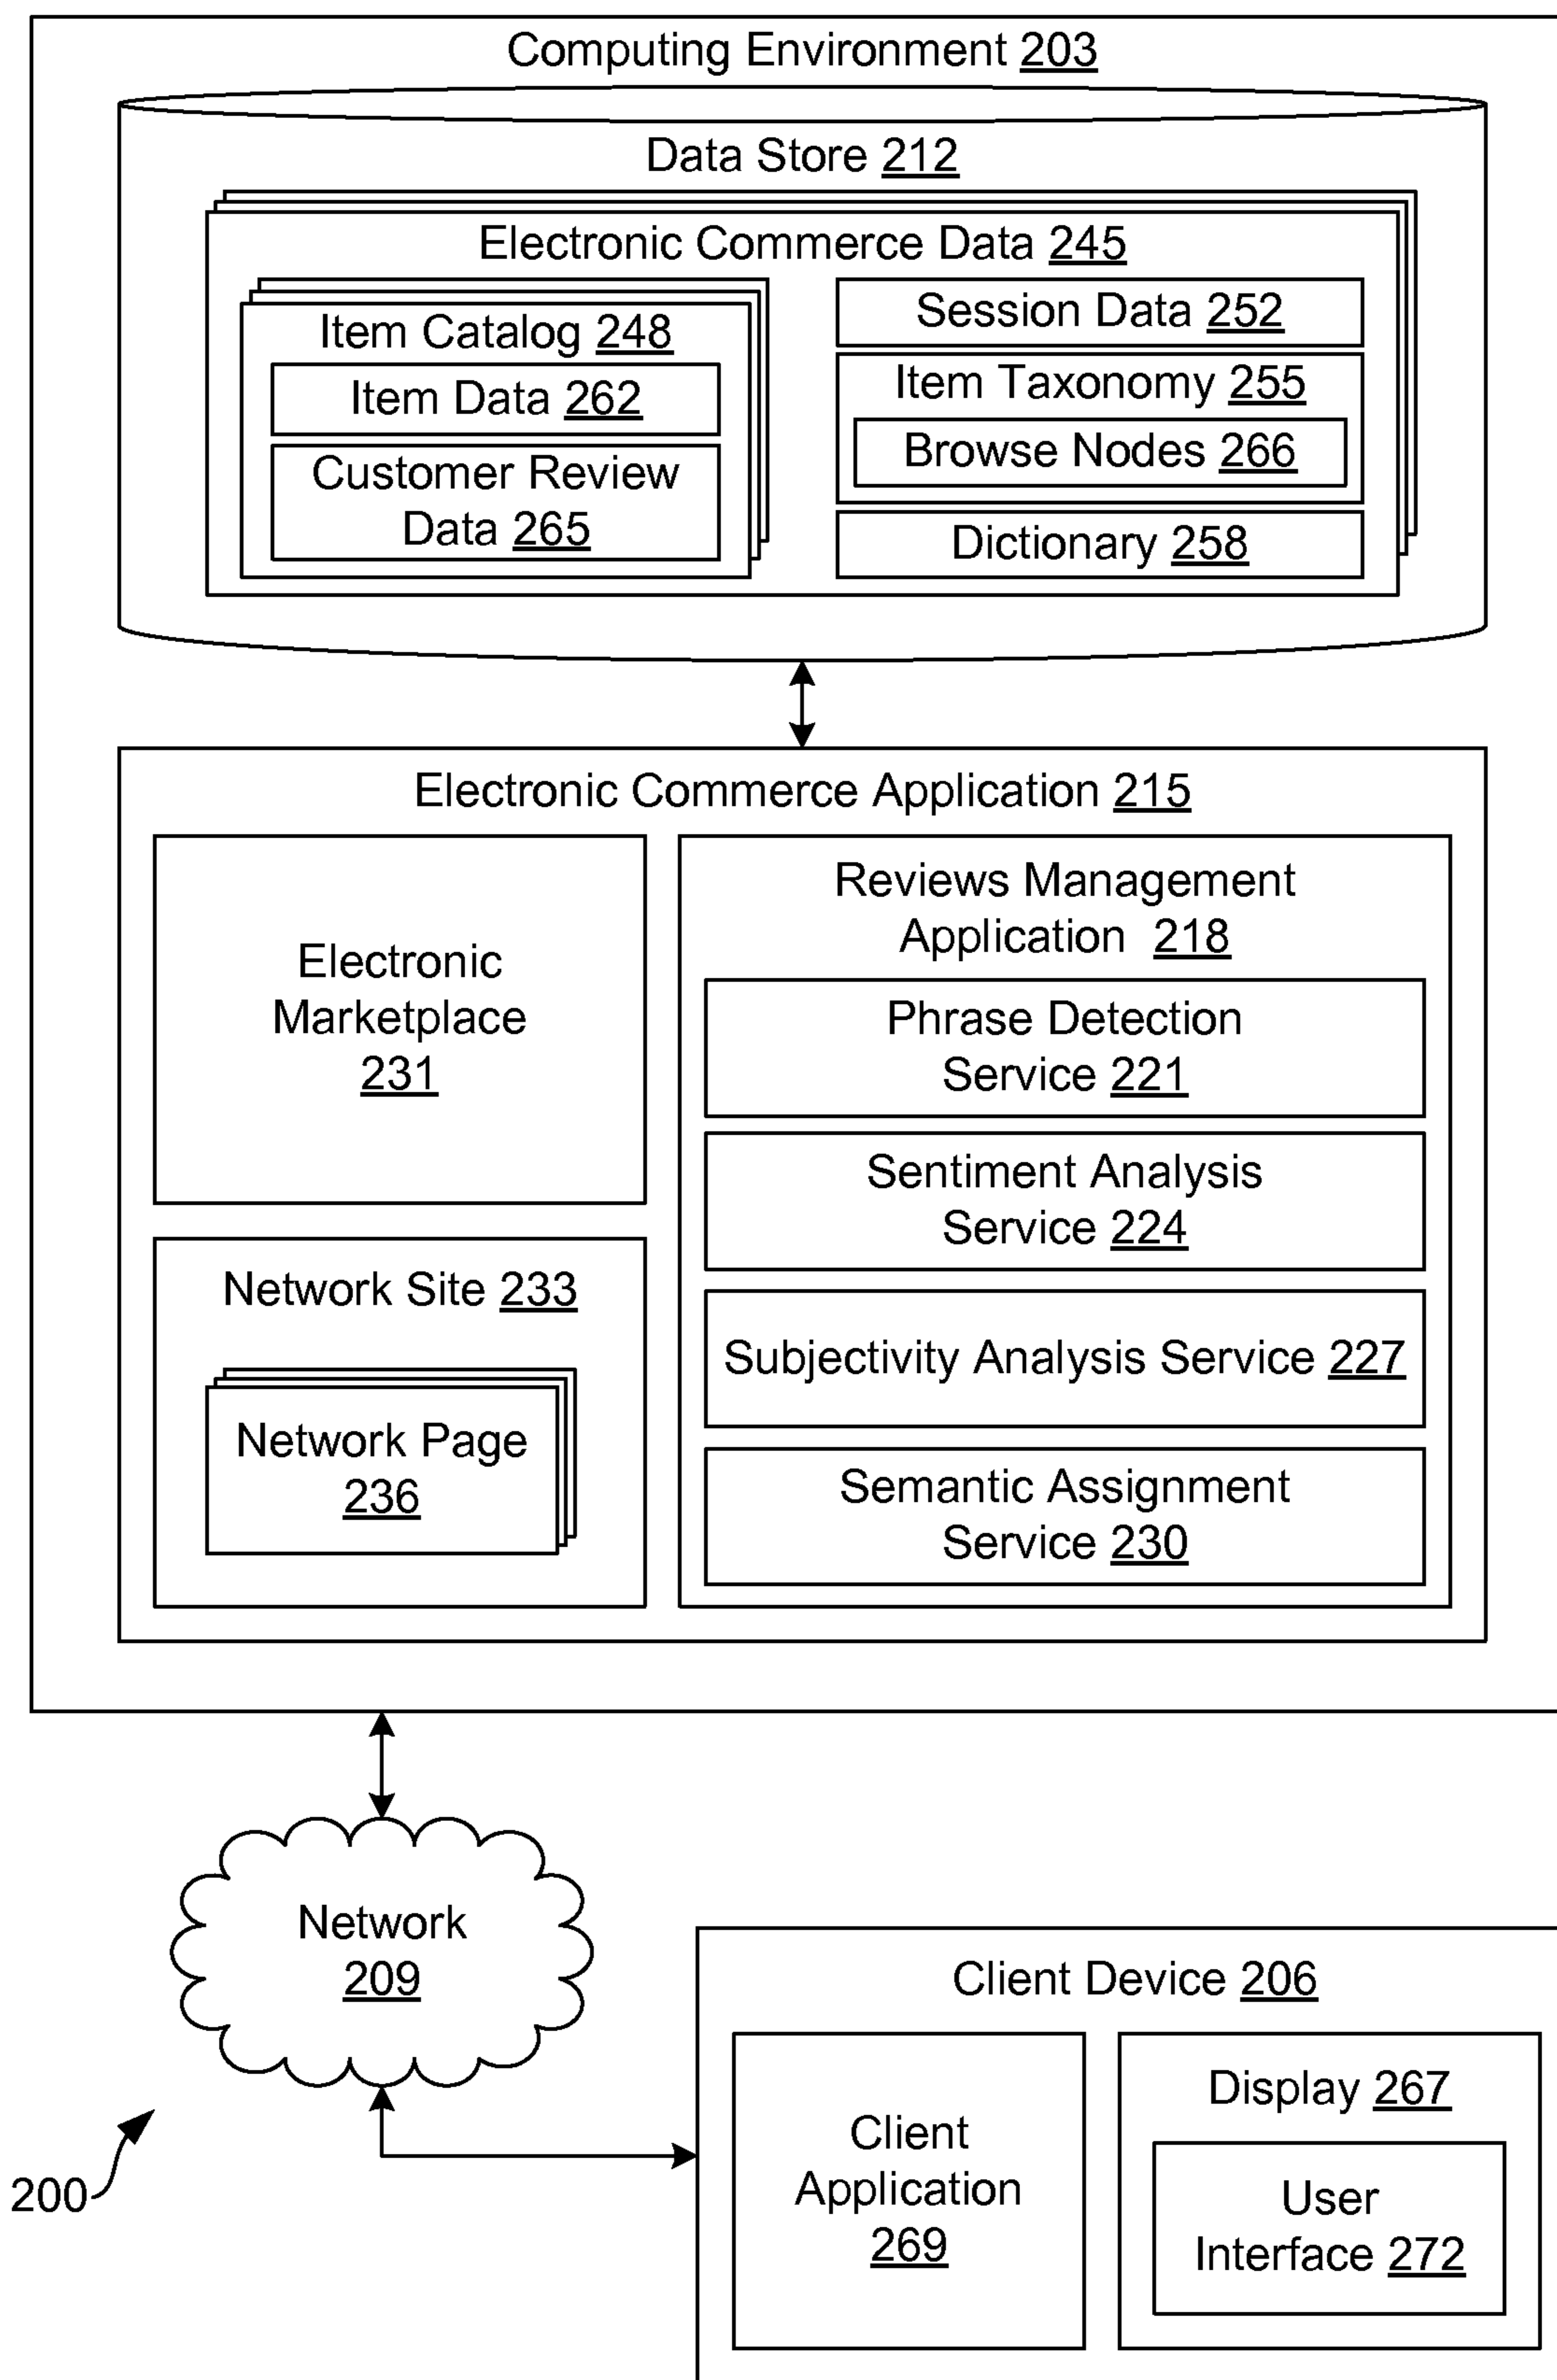 Computing Environment 203
Data Store 212
Electronic Commerce Data 245
Item Catalog 248
Item Data 262
Customer Review
Data 265
Session Data 252
Item Taxonomy 255
Browse Nodes 266
Dictionary 258
Electronic Commerce Application 215
Electronic
Marketplace
231
Network Site 233
Network Page
236
Reviews Management
Application 218
Phrase Detection
Service 221
Sentiment Analysis
Service 224
Subjectivity Analysis Service 227
Semantic Assignment
Service 230
Network
209
200
Client Device 206
Client
Application
269
Display 267
User
Interface 272